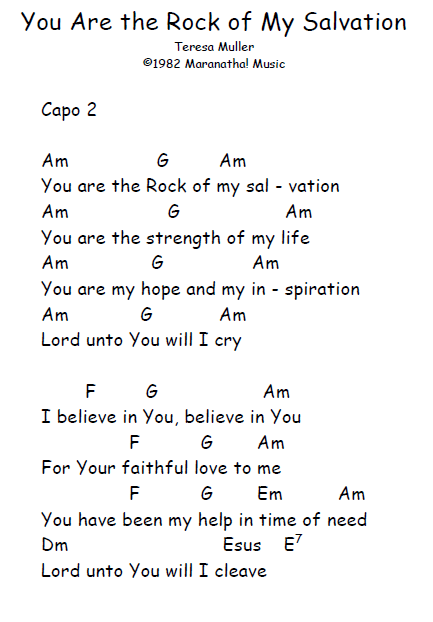 You Are the Rock of My Salvation
Teresa Muller
©1982 Maranatha! Music
Capo 2
Am G Am
You are the Rock of my sal - vation
Am G Am
You are the strength of my life
Am G Am
You are my hope and my in - spiration
Am G Am
Lord unto You will I cry
F G Am
I believe in You, believe in You
F G Am
For Your faithful love to me
F G Em Am
You have been my help in time of need
Dm Esus E7
Lord unto You will I cleave